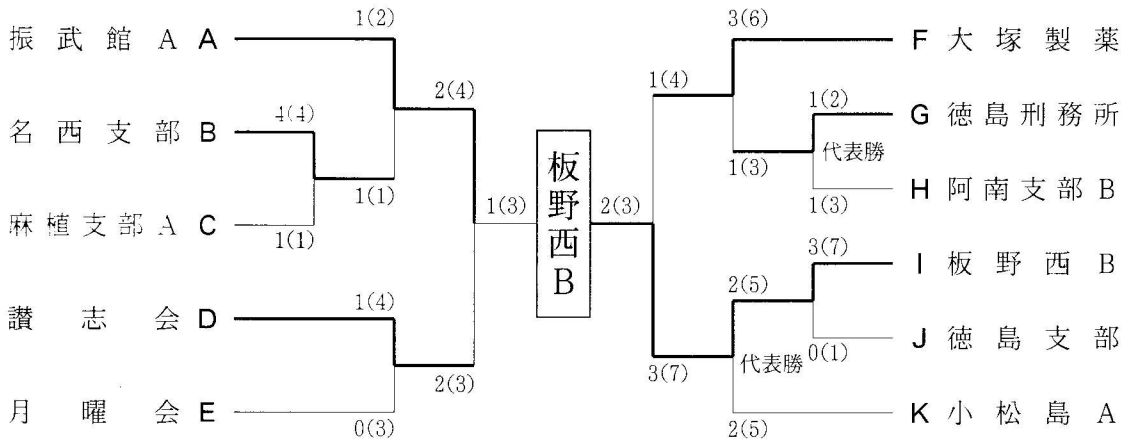 1(2)
3(6)
振武館A A
F 大塚製薬
2(4)
1(4)
4(4)
1(2)
名西支部 B
G 徳島刑務所
代表勝
1(1)
1(3)
板野西B
H 阿南支部B
1(3)
1(3)
2(3)
麻植支部A C
1(1)
3(7)
I 板野西B
2(5)
1(4)
讃志会 D
J 徳島支部
0(1)
代表勝
2(3)
3(7)
月曜会 E
K 小松島A
0(3)
2(5)